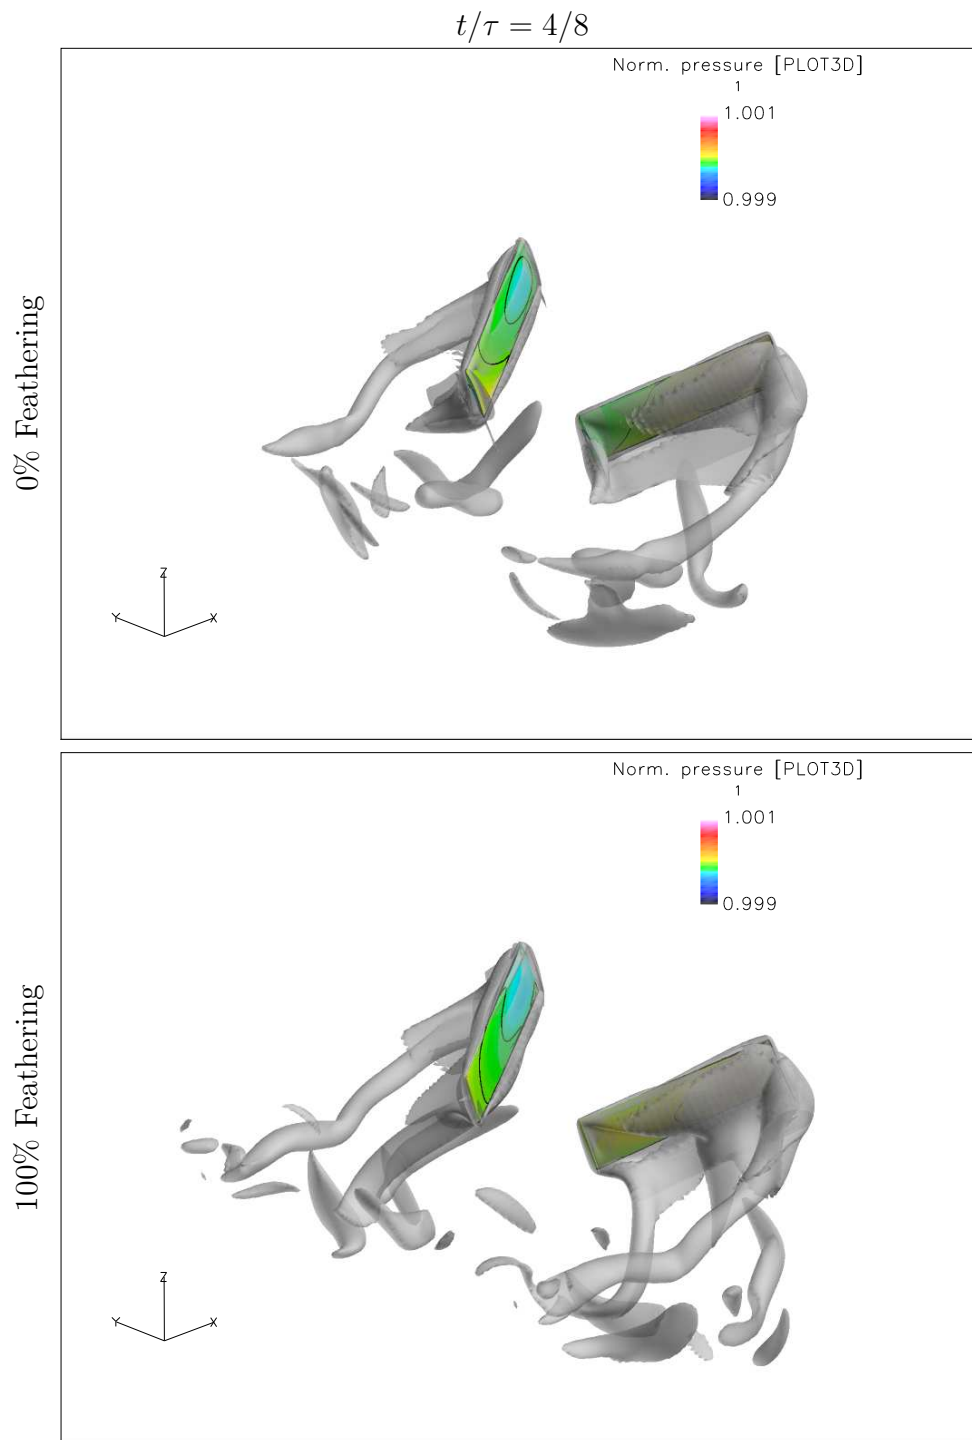 t/τ = 4/8
0% Feathering
Norm. pressure [PLOT3D]
1
1.001
0.999
Z
Y
X
100% Feathering
Norm. pressure [PLOT3D]
1
1.001
0.999
Z
Y
X